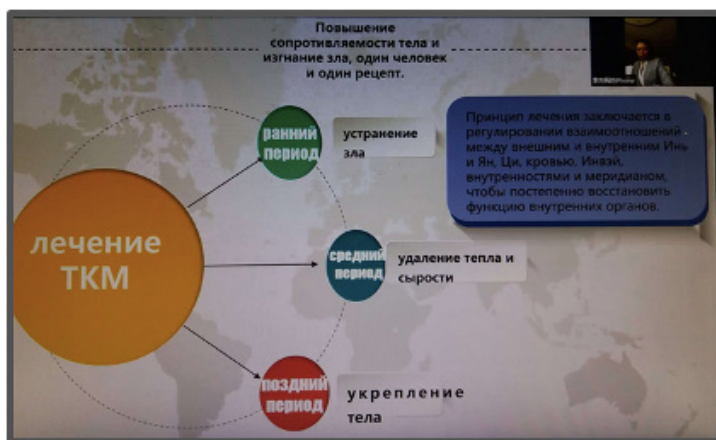 Повышение
сопротивляемости тела и
изгнание зла, один человек
и один рецепт.
ранний
период
устранение
зла
Принцип лечения заключается в
регулировании взаимоотношений
между внешним и внутренним Инь
и Ян, Ци, кровью. Инвэй,
внутренностями и меридианом,
чтобы постепенно восстановить
функцию внутренних органов.
лечение
ТКМ
средний
период
удаление тепла и
сырости
поздний
период
укрепление
тела